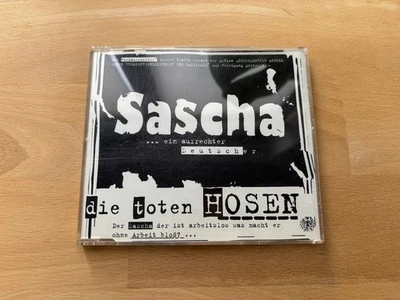 Sascha
... ein aufrechter
Deutscher
die toten HOSEN
Der Sascha der ist arbeitslos was macht er
ohne Arbeit bloß? ...